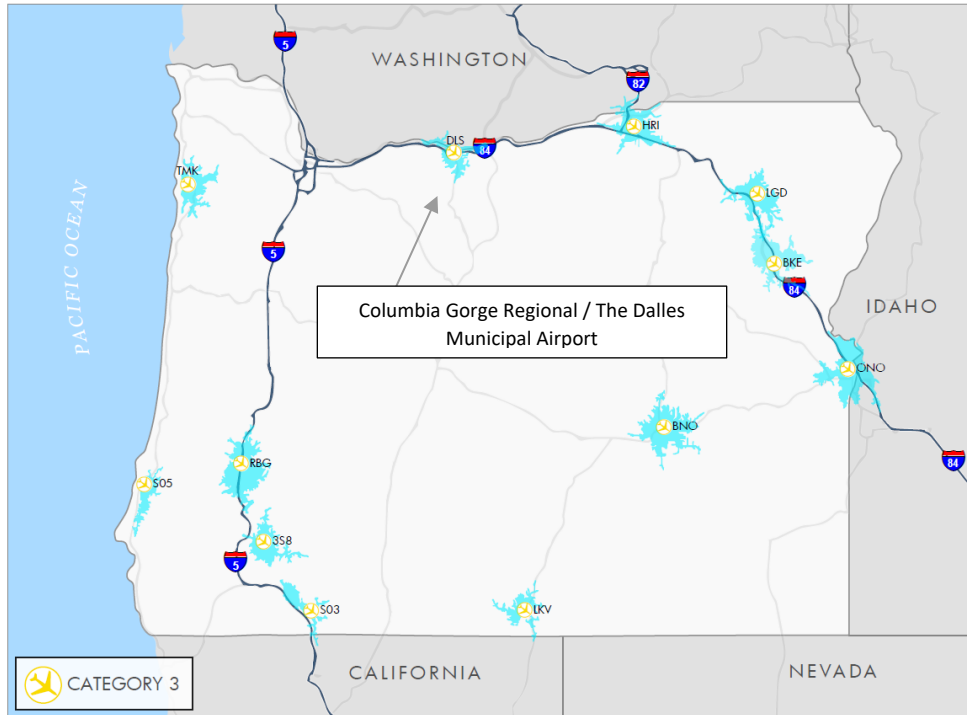 5
WASHINGTON
82
HRI
DLS
84
TMK
LGD
5
BKE
84
PACIFIC OCEAN
Columbia Gorge Regional / The Dalles
Municipal Airport
IDAHO
ONO
BNO
RBG
84
S05
3S8
5
S03
LKV
CATEGORY 3
CALIFORNIA
NEVADA